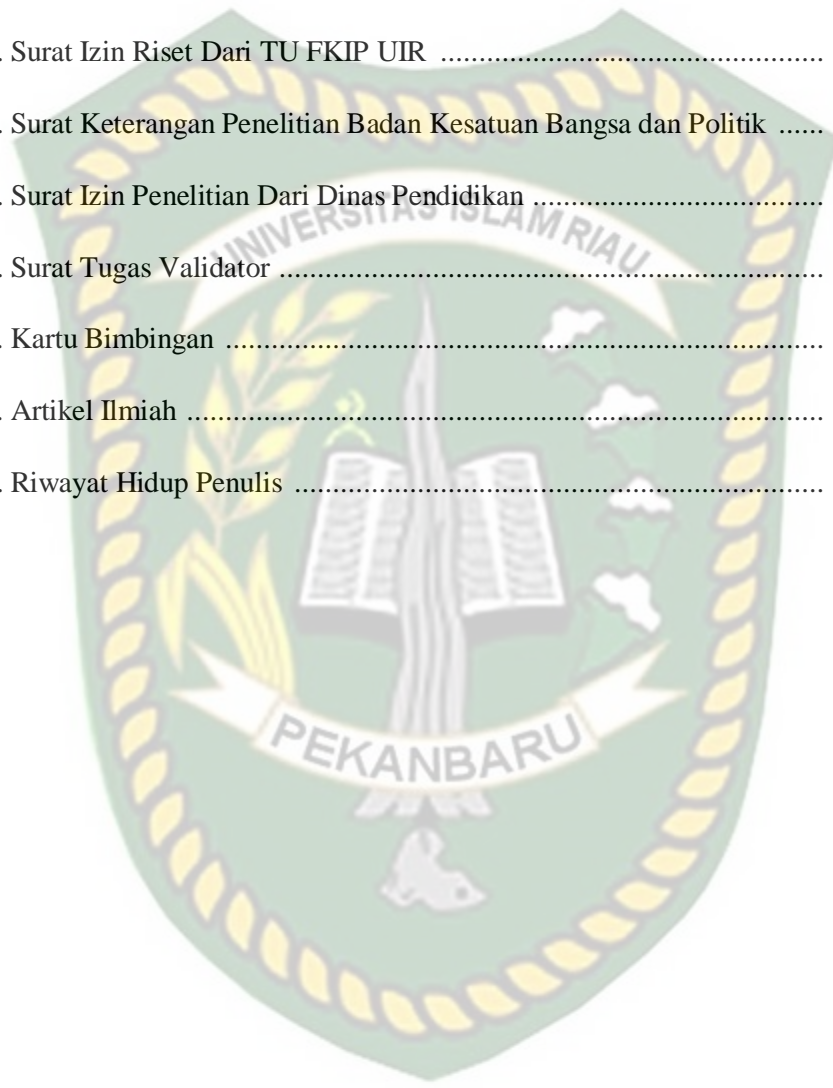 . Surat Izin Riset Dari TU FKIP UIR ..................................................
. Surat Keterangan Penelitian Badan Kesatuan Bangsa dan Politik ......
. Surat Izin Penelitian Dari Dinas Pendidikan ......................................
UNIVERSITAS ISLAM RIAU
. Surat Tugas Validator ........................................................................
. Kartu Bimbingan ...............................................................................
. Artikel Ilmiah ....................................................................................
. Riwayat Hidup Penulis ......................................................................
PEKANBARU